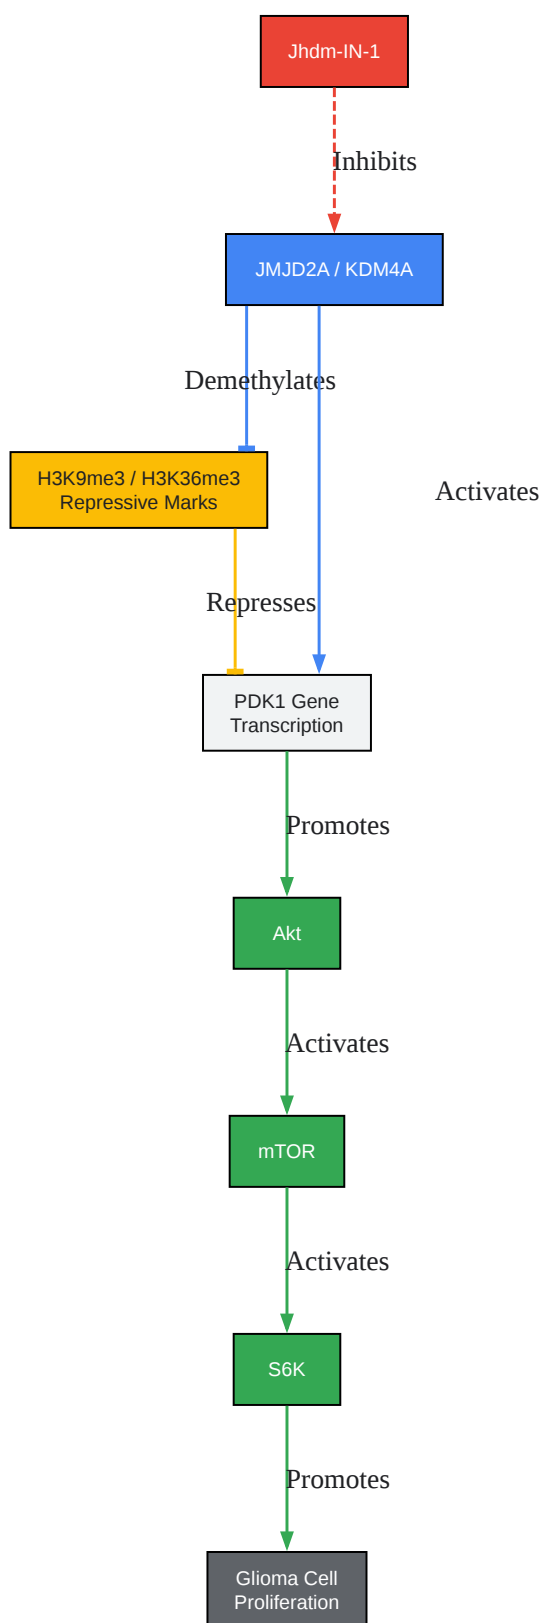 Jhdm-IN-1
Inhibits
JMJD2A / KDM4A
Demethylates
H3K9me3 / H3K36me3
Repressive Marks
Activates
Represses
PDK1 Gene
Transcription
Promotes
Akt
Activates
mTOR
Activates
S6K
Promotes
Glioma Cell
Proliferation